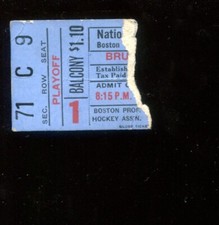 71 C 9
SEC. ROW SEAT
PLAYOFF
1
BALCONY $1.10
Natio
Boston
BRU
Establish
Tax Paid
ADMIT O
8:15 P.M.
BOSTON PROF
HOCKEY ASSN.